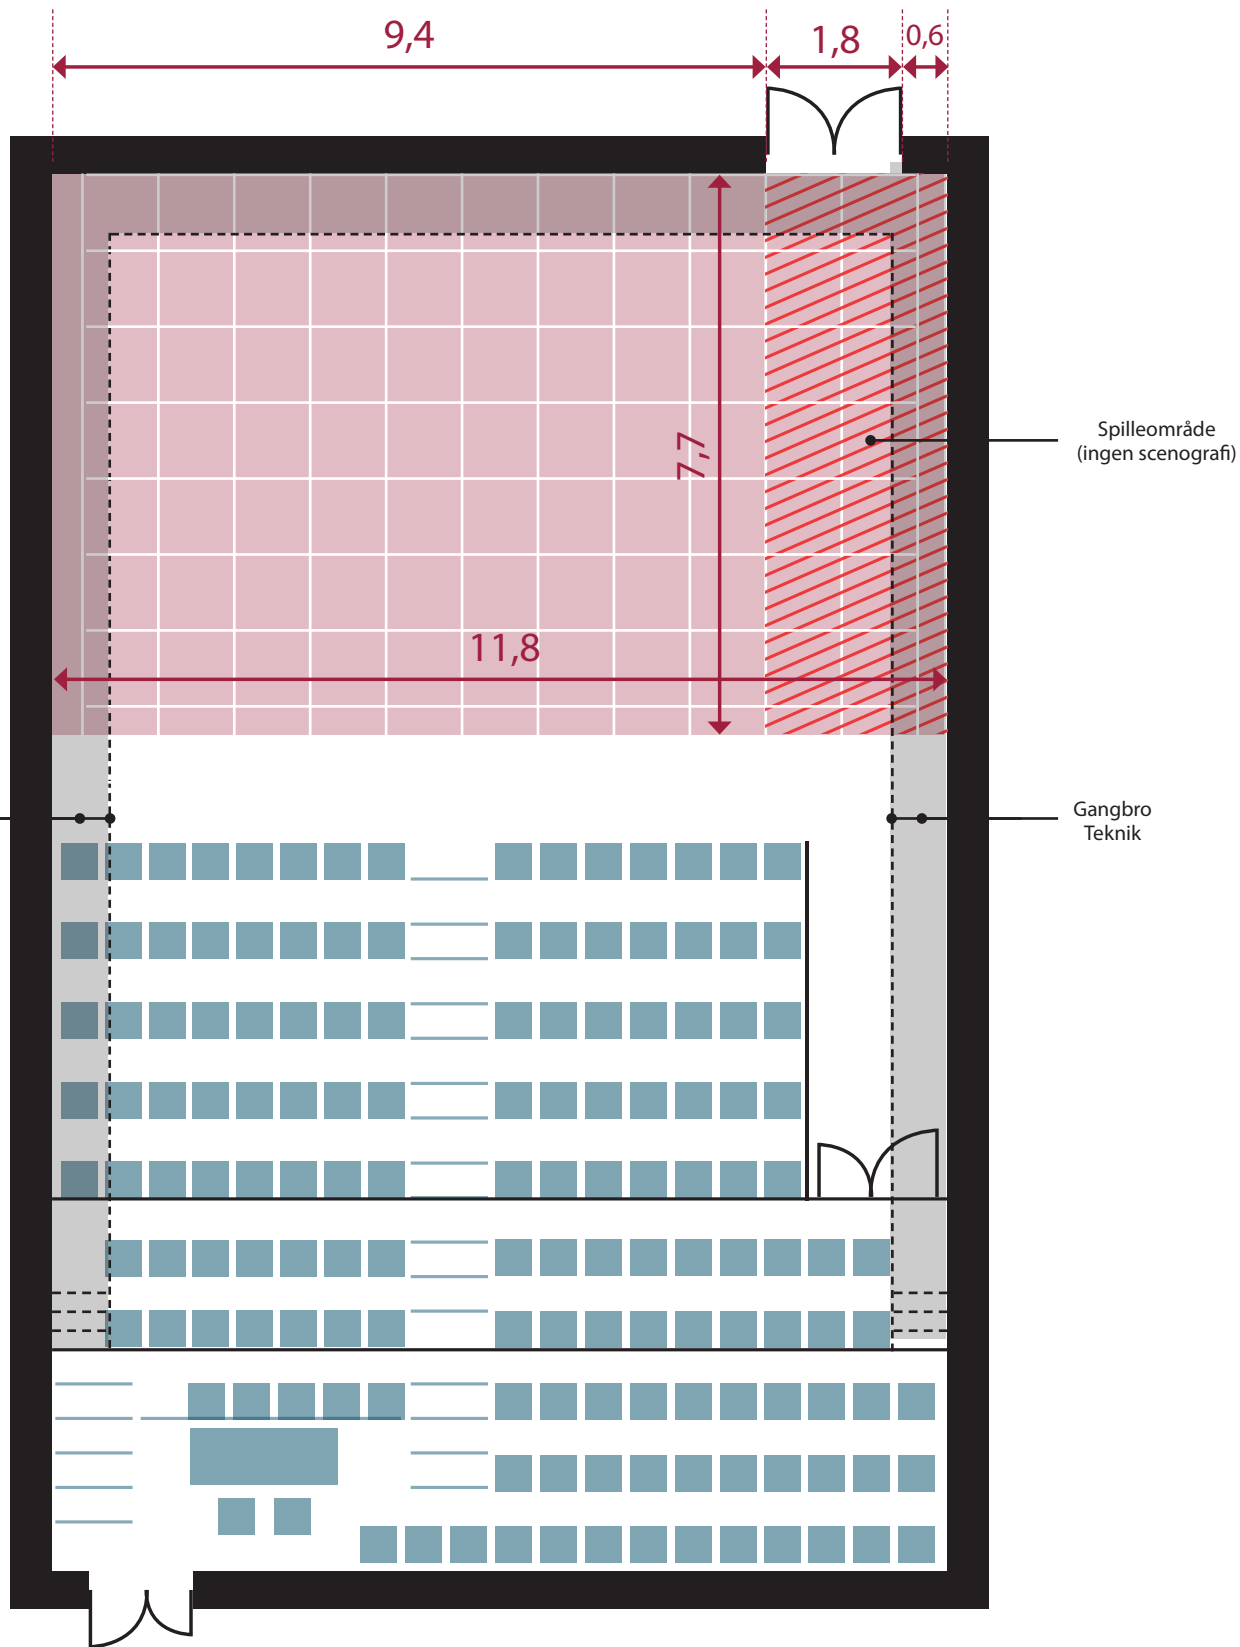 9,4
1,8
0,6
7,7
Spilleområde
(ingen scenografi)
11,8
Gangbro
Teknik